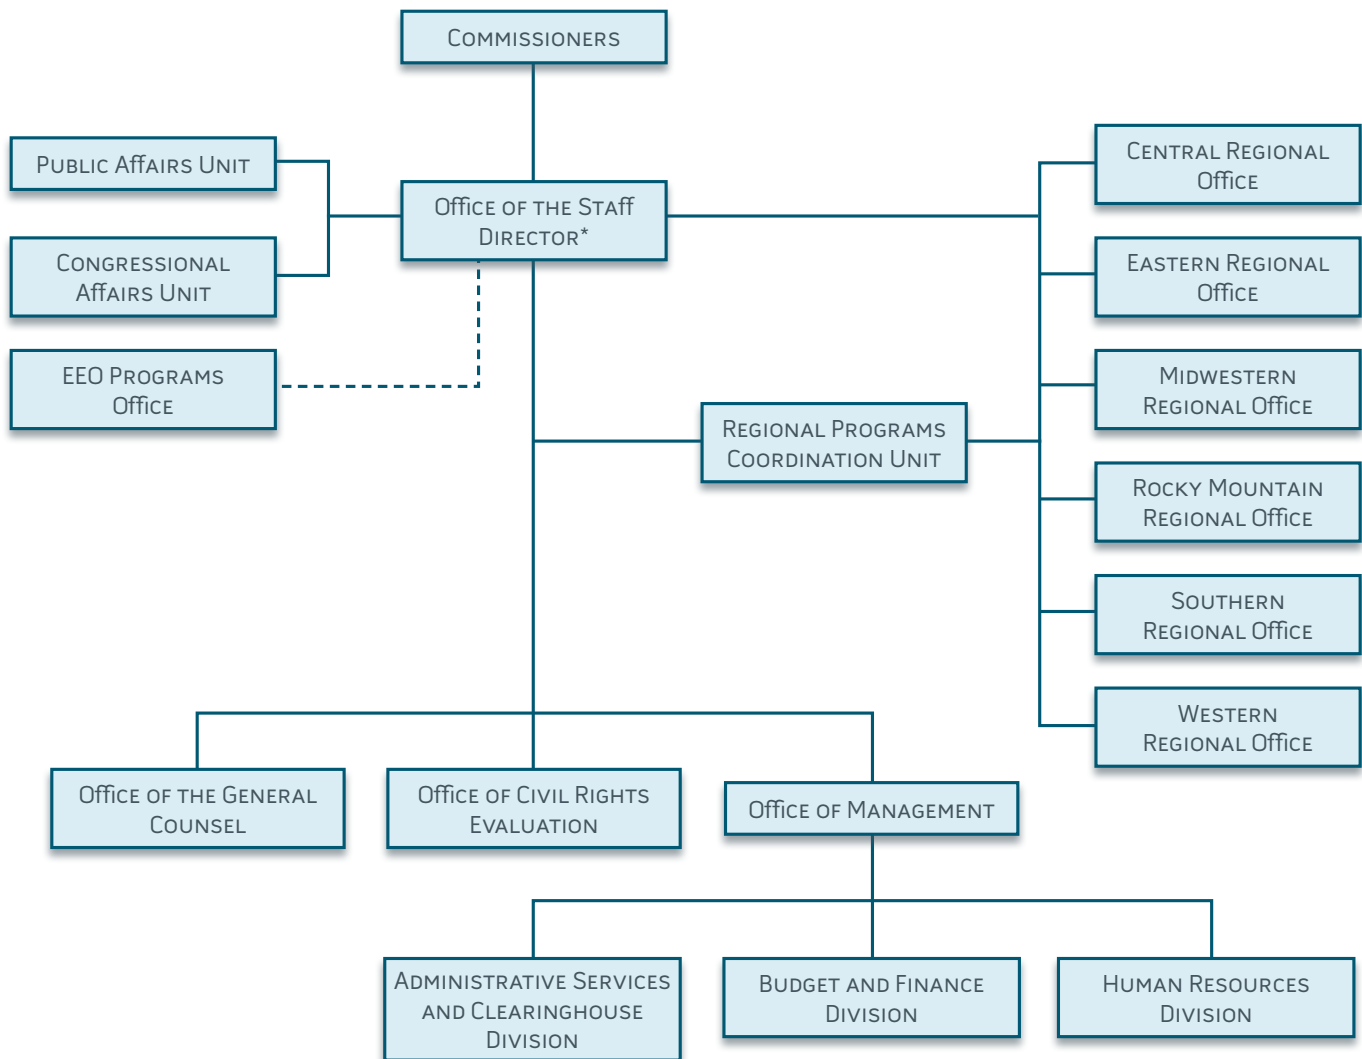 Commissioners
Public Affairs Unit
Office of the Staff
Director*
Congressional
Affairs Unit
EEO Programs
Office
Central Regional
Office
Eastern Regional
Office
Midwestern
Regional Office
Regional Programs
Coordination Unit
Rocky Mountain
Regional Office
Southern
Regional Office
Western
Regional Office
Office of the General
Counsel
Office of Civil Rights
Evaluation
Office of Management
Administrative Services
and Clearinghouse
Division
Budget and Finance
Division
Human Resources
Division